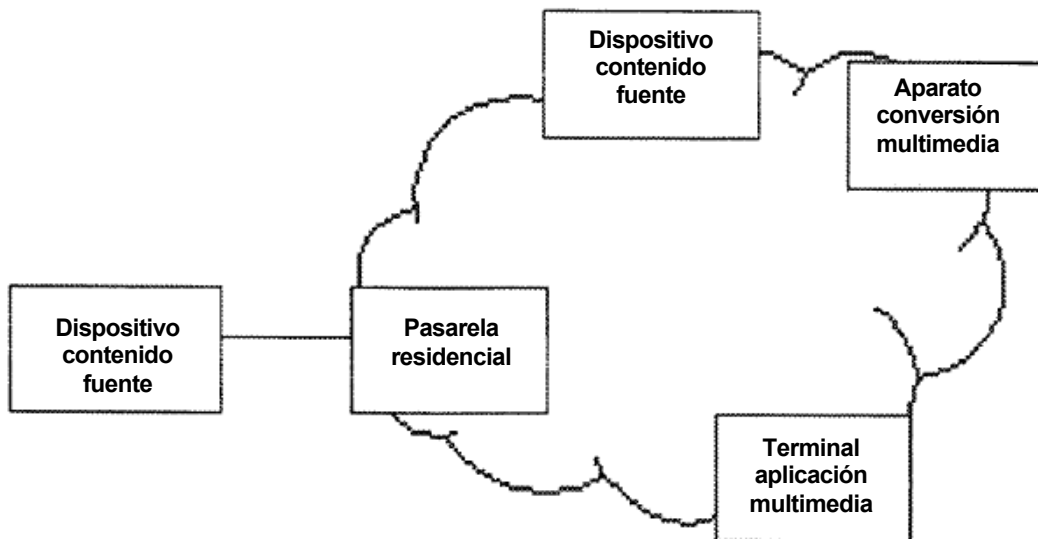 Dispositivo
contenido
fuente
Aparato
conversión
multimedia
Dispositivo
contenido
fuente
Pasarela
residencial
Terminal
aplicación
multimedia